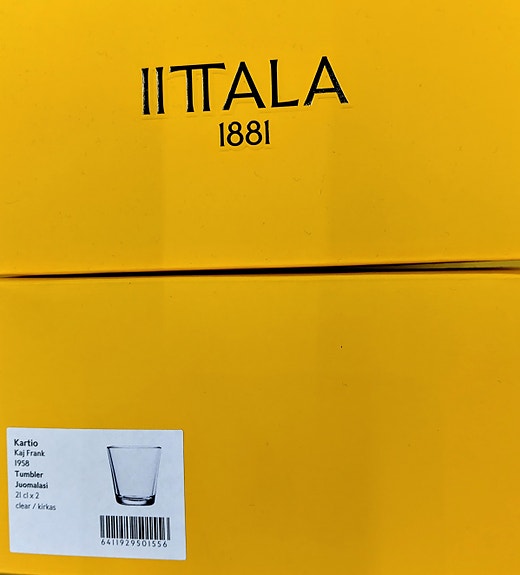 IITTALA
1881
Kartio
Kaj Frank
1958
Tumbler
Juomalasi
21 cl x 2
clear / kirkas
6411929501556